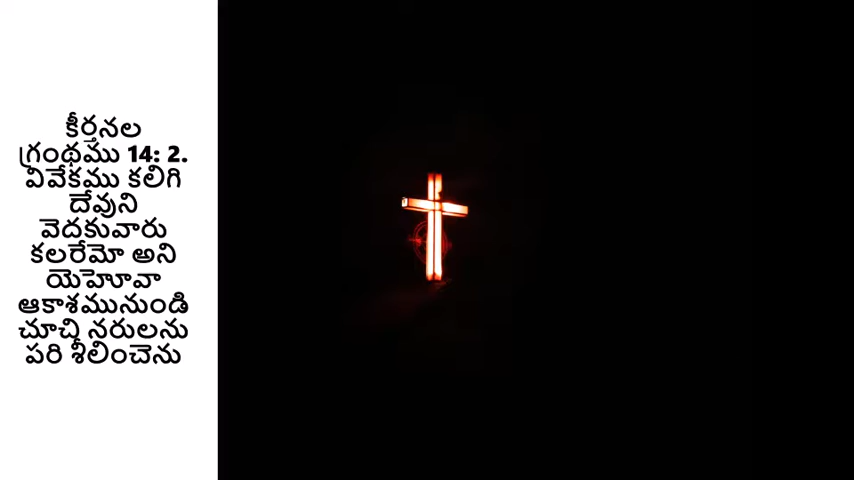 కీర్తనల
గ్రంథము 14: 2.
వివేకము కలిగి
దేవుని
వెదకువారు
కలరేమో అని
యెహోవా
ఆకాశమునుండి
చూచి నరులను
పరి శీలించెను